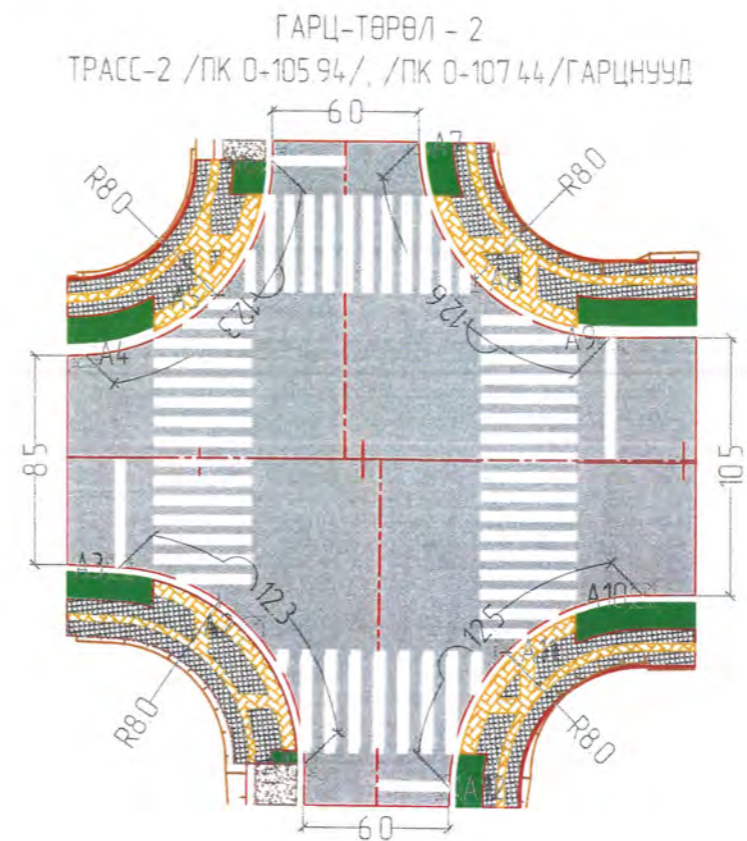 ГАРЦ-ТӨРӨЛ - 2
ТРАСС-2 /ПК 0+105.94/, /ПК 0+107.44/ГАРЦНУУД
6.0
A7
R8.0
R8.0
12.3
12.6
A4
A9
8.5
10.5
A3
A10
12.3
12.5
R8.0
R8.0
6.0